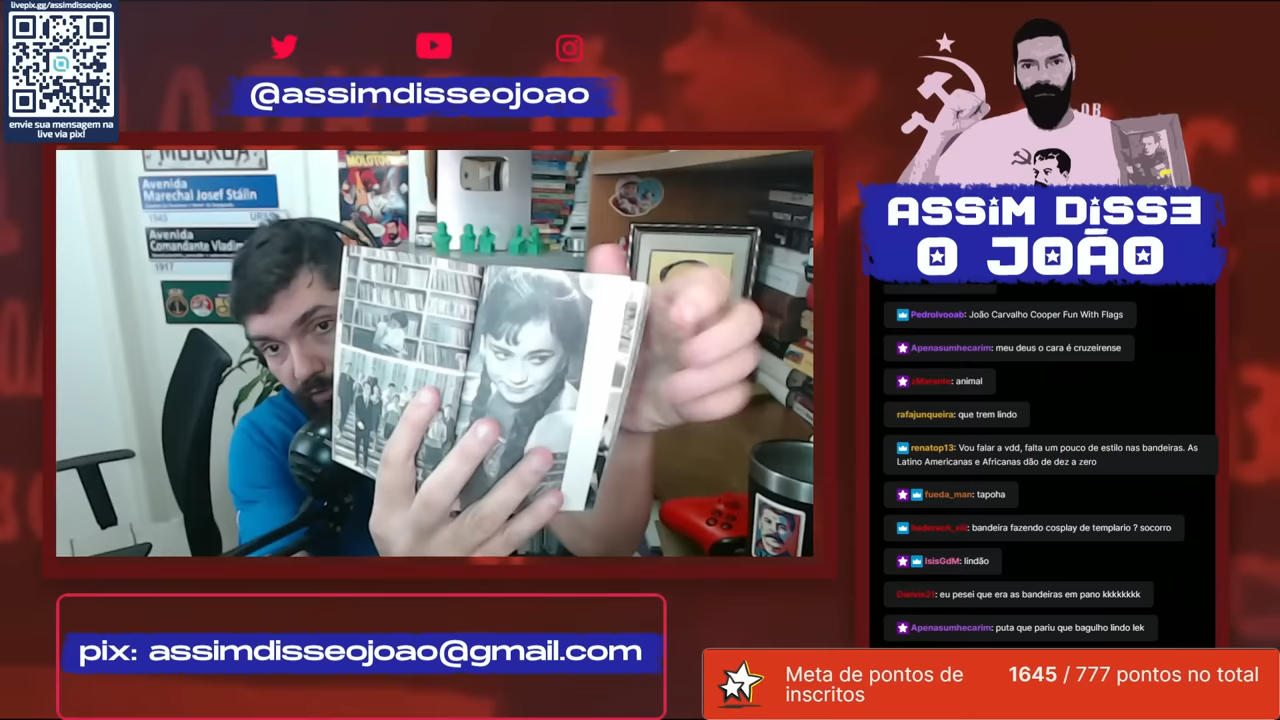 livepix.gg/assimdisseojoao
envie sua mensagem na
live via pix!
@assimdisseojoao
MOLOTOV
Avenida
Marechal Josef Stálin
1945
Avenida
Comandante Vladim
1917
ASSIM DISSE
O JOÃO
PedroIvooab: João Carvalho Cooper Fun With Flags
Apenasumhecarim: meu deus o cara é cruzeirense
zMarante: animal
rafajunqueira: que trem lindo
renatop13: Vou falar a vdd, falta um pouco de estilo nas bandeiras. As
Latino Americanas e Africanas dão de dez a zero
fueda_man: tapoha
: bandeira fazendo cosplay de templario ? socorro
IsisGdM: lindão
: eu pesei que era as bandeiras em pano kkkkkkkk
Apenasumhecarim: puta que pariu que bagulho lindo lek
pix: assimdisseojoao@gmail.com
Meta de pontos de
inscritos
1645 / 777 pontos no total